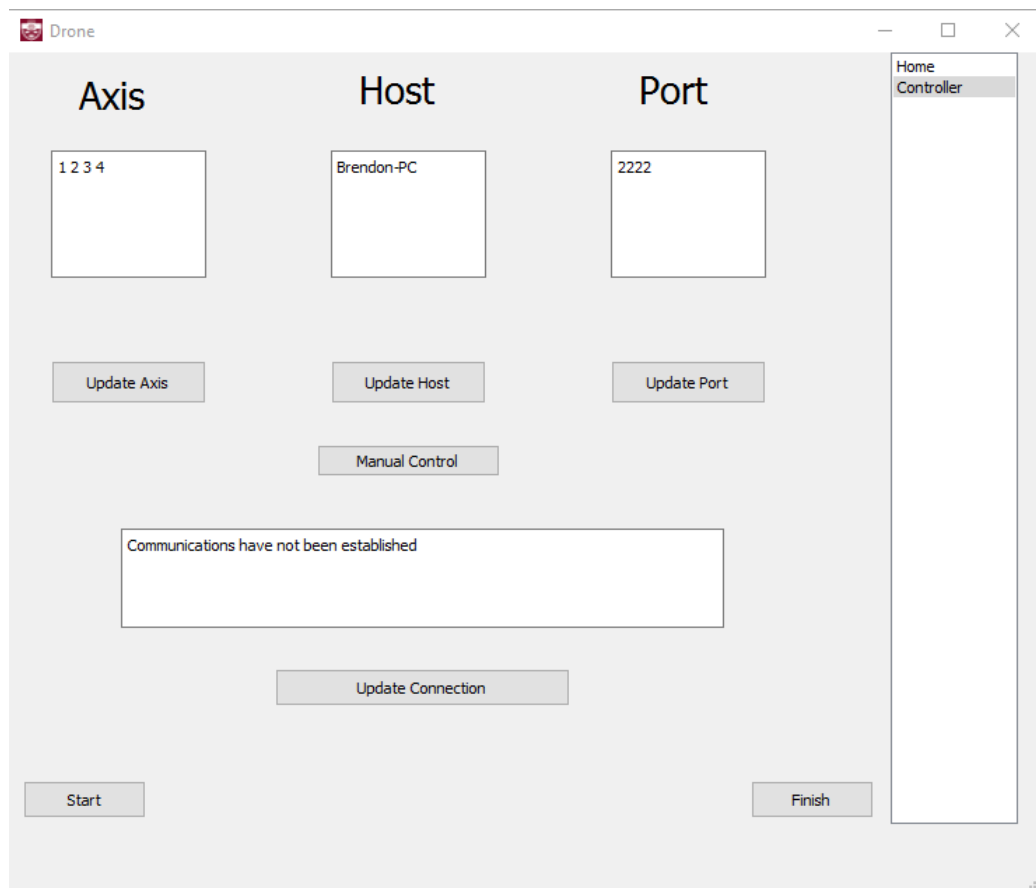 Drone
Axis
Host
Port
Home
Controller
1 2 3 4
Brendon-PC
2222
Update Axis
Update Host
Update Port
Manual Control
Communications have not been established
Update Connection
Start
Finish